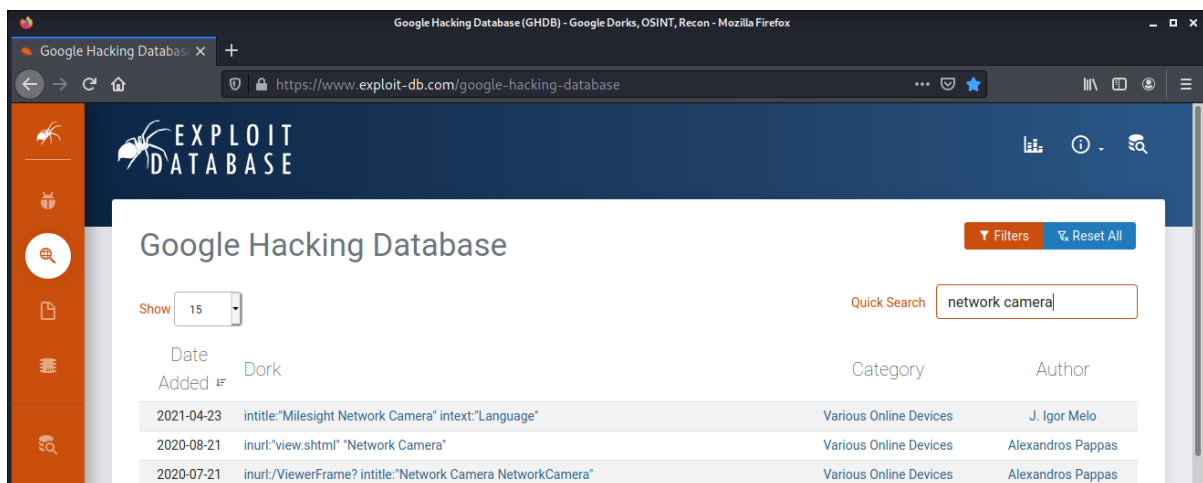 Google Hacking Database (GHDB) - Google Dorks, OSINT, Recon - Mozilla Firefox
Google Hacking Databas
https://www.exploit-db.com/google-hacking-database
EXPLOIT
DATABASE
Google Hacking Database
Filters
Reset All
Show 15
Quick Search network camera
Date Added Dork Category Author
2021-04-23 intitle:"Milesight Network Camera" intext:"Language" Various Online Devices J. Igor Melo
2020-08-21 inurl:"view.shtml" "Network Camera" Various Online Devices Alexandros Pappas
2020-07-21 inurl:/ViewerFrame? intitle:"Network Camera NetworkCamera" Various Online Devices Alexandros Pappas